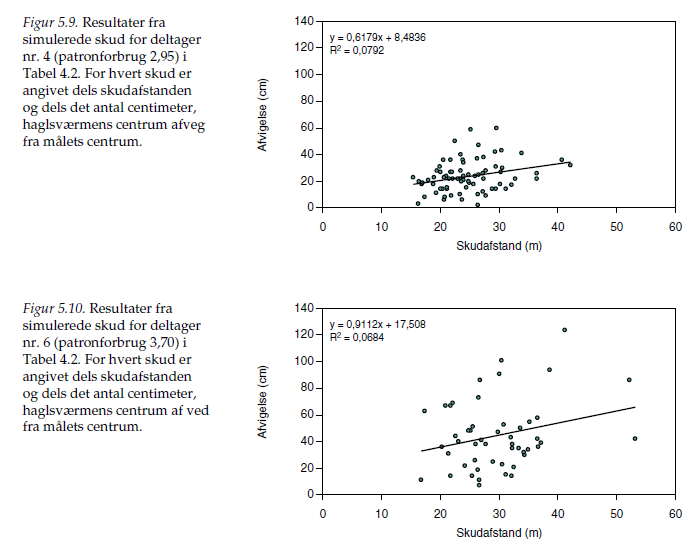 Figur 5.9. Resultater fra
simulerede skud for deltager
nr. 4 (patronforbrug 2,95) i
Tabel 4.2. For hvert skud er
angivet dels skudafstanden
og dels det antal centimeter,
haglsværmens centrum afveg
fra målets centrum.
140
120
100
80
60
40
20
0
y = 0,6179x + 8,4836
R² = 0,0792
Afvigelse (cm)
0 10 20 30 40 50 60
Skudafstand (m)
Figur 5.10. Resultater fra
simulerede skud for deltager
nr. 6 (patronforbrug 3,70) i
Tabel 4.2. For hvert skud er
angivet dels skudafstanden
og dels det antal centimeter,
haglsværmens centrum af ved
fra målets centrum.
140
120
100
80
60
40
20
0
y = 0,9112x + 17,508
R² = 0,0684
Afvigelse (cm)
0 10 20 30 40 50 60
Skudafstand (m)